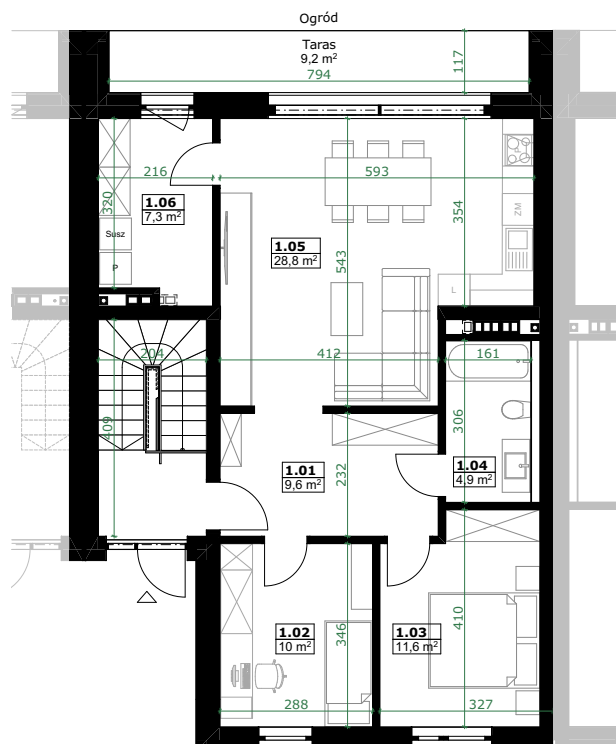 Ogród
Taras
9,2 m²
794
117
216
593
320
1.06
7,3 m²
354
Susz
P
ZM
1.05
28,8 m²
543
L
204
412
161
409
306
1.01
9,6 m²
232
1.04
4,9 m²
1.02
10 m²
346
1.03
11,6 m²
410
288
327